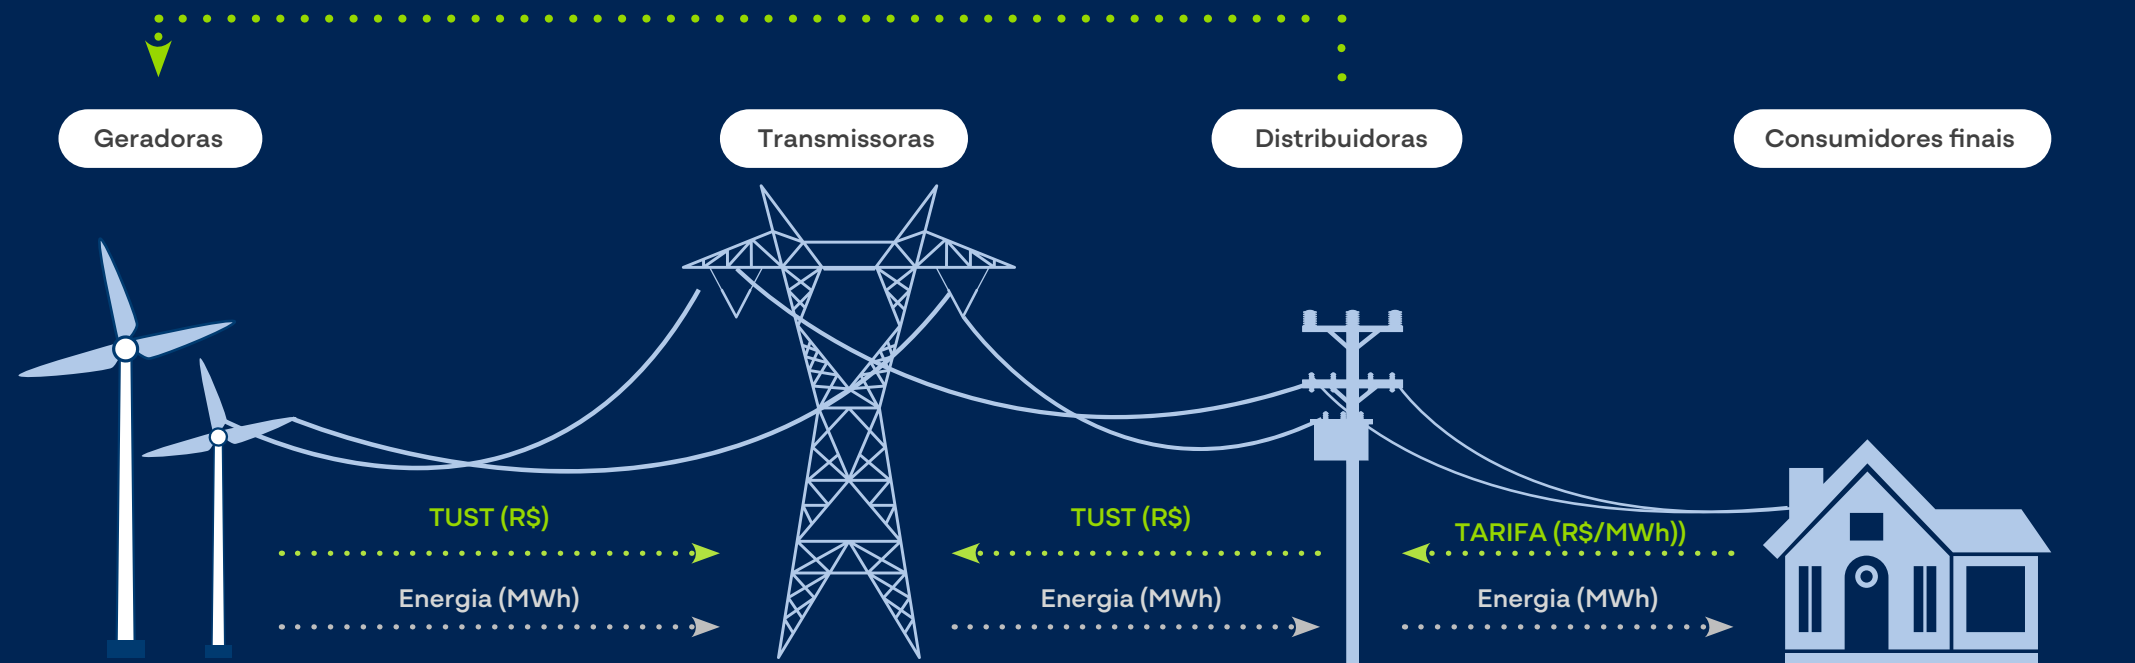 Geradoras
Transmissoras
Distribuidoras
Consumidores finais
TUST (R$)
TUST (R$)
TARIFA (R$/MWh))
Energia (MWh)
Energia (MWh)
Energia (MWh)